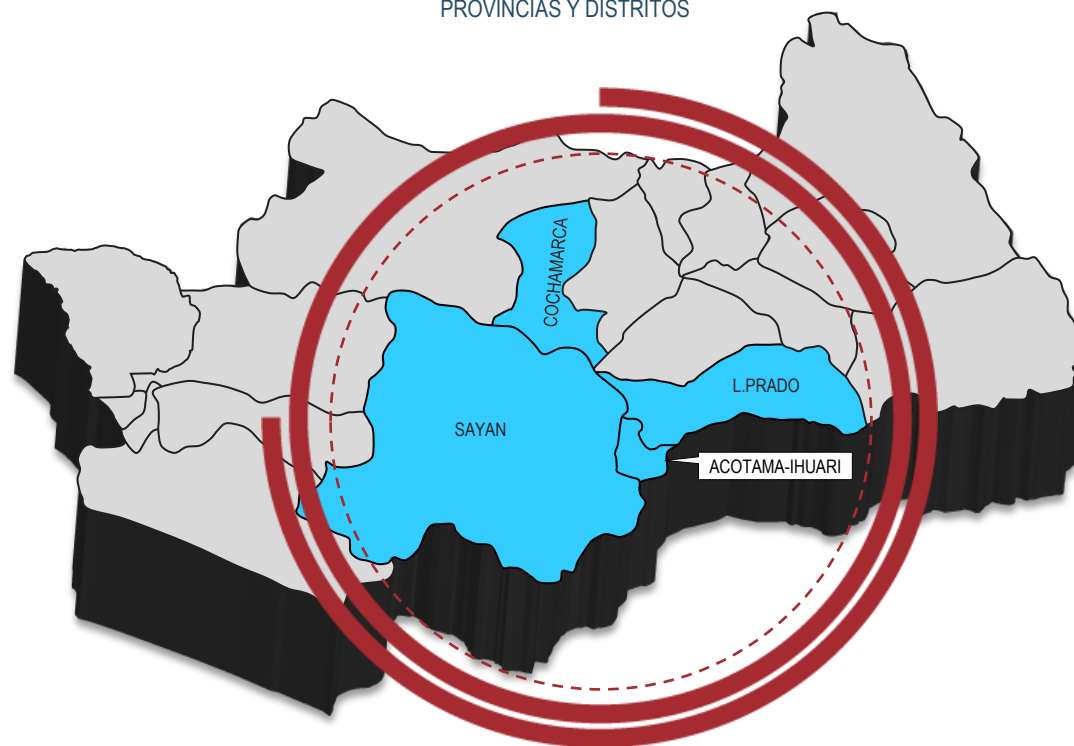 PROVINCIAS Y DISTRITOS
COCHAMARCA
L.PRADO
SAYAN
ACOTAMA-IHUARI